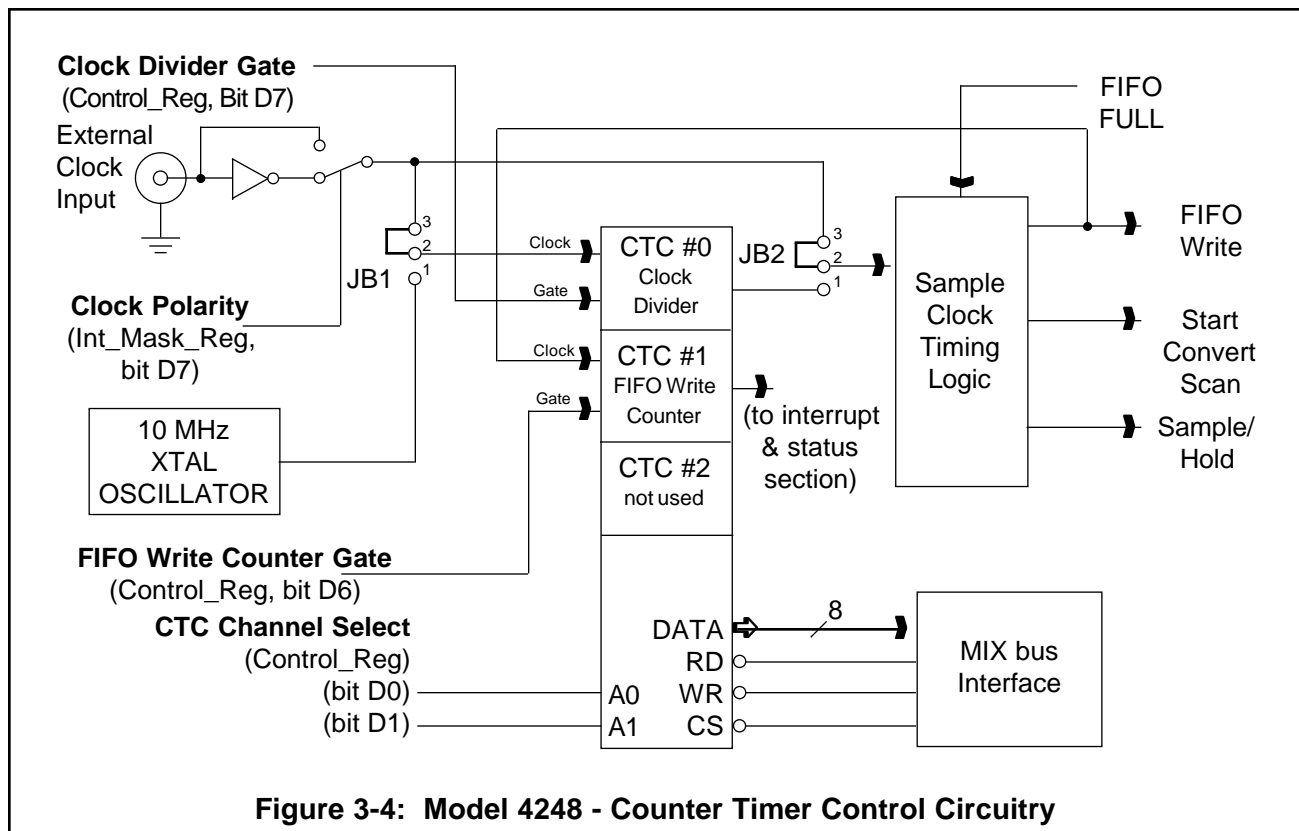 Clock Divider Gate
(Control_Reg, Bit D7)
External
Clock
Input
FIFO
FULL
3
2
1
JB1
Clock
Gate
CTC #0
Clock
Divider
JB2
3
2
1
Sample
Clock
Timing
Logic
FIFO
Write
Start
Convert
Scan
Sample/
Hold
Clock Polarity
(Int_Mask_Reg,
bit D7)
Clock
Gate
CTC #1
FIFO Write
Counter
(to interrupt
& status
section)
10 MHz
XTAL
OSCILLATOR
CTC #2
not used
FIFO Write Counter Gate
(Control_Reg, bit D6)
CTC Channel Select
(Control_Reg)
(bit D0)
(bit D1)
A0
A1
DATA
RD
WR
CS
8
MIX bus
Interface
Figure 3-4: Model 4248 - Counter Timer Control Circuitry